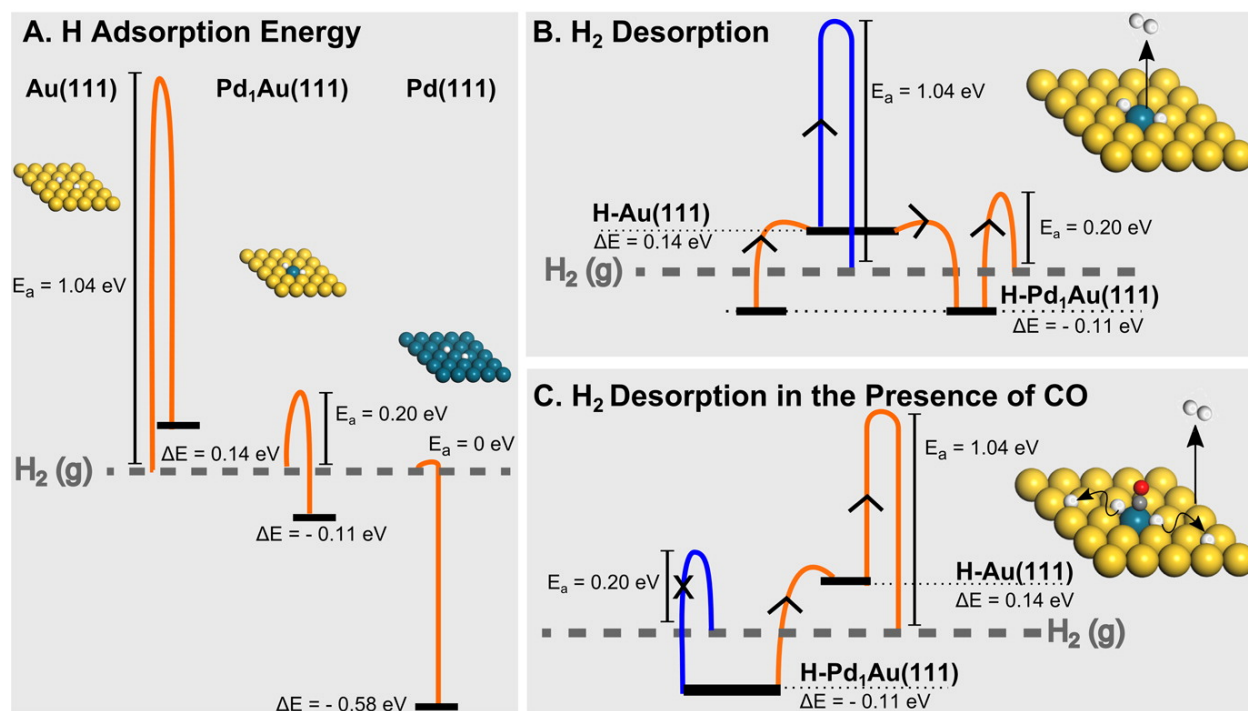 A. H Adsorption Energy
Au(111)
Pd₁Au(111)
Pd(111)
Eₐ = 1.04 eV
Eₐ = 0.20 eV
Eₐ = 0 eV
ΔE = 0.14 eV
H₂ (g)
ΔE = - 0.11 eV
ΔE = - 0.58 eV
B. H₂ Desorption
Eₐ = 1.04 eV
H-Au(111)
ΔE = 0.14 eV
Eₐ = 0.20 eV
H₂ (g)
H-Pd₁Au(111)
ΔE = - 0.11 eV
C. H₂ Desorption in the Presence of CO
Eₐ = 1.04 eV
Eₐ = 0.20 eV
X
H-Au(111)
ΔE = 0.14 eV
H₂ (g)
H-Pd₁Au(111)
ΔE = - 0.11 eV